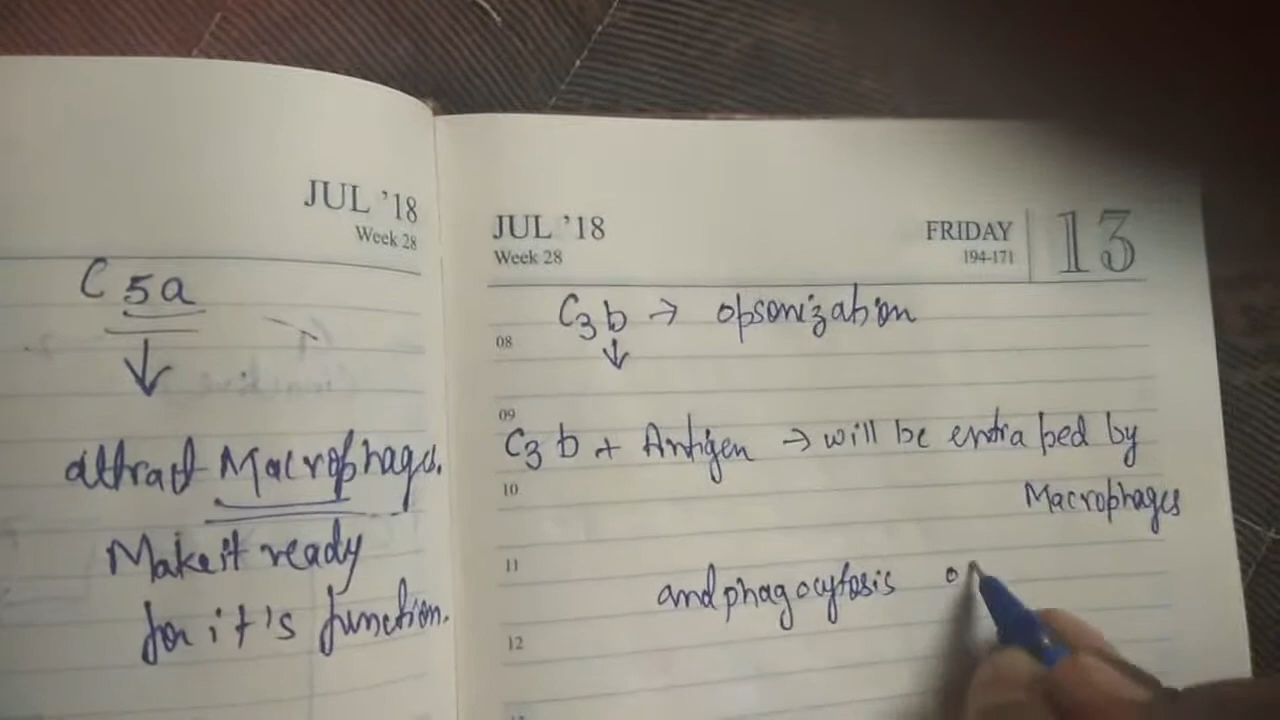 JUL '18
Week 28
C5a
↓
attract Macrophages.
Make it ready
for it's function.
JUL '18
Week 28
FRIDAY
194-171
13
C3b → opsonization
08
↓
09
C3b + Antigen → will be entraped by
10
Macrophages
11
and phagocytosis o
12